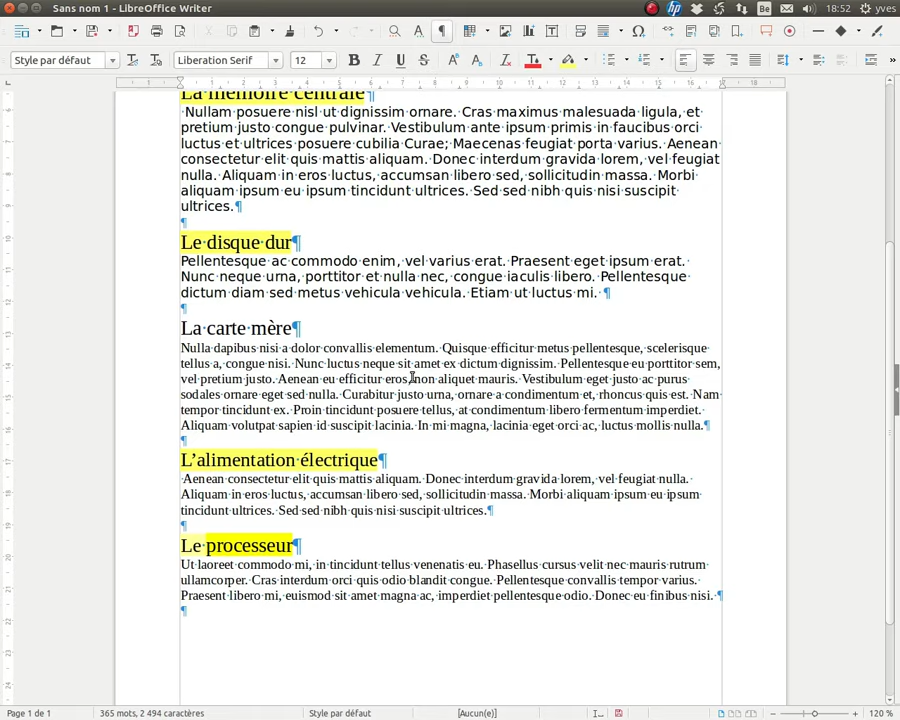 Sans nom 1 - LibreOffice Writer
Be
18:52
yves
Style par défaut
Liberation Serif
12
La mémoire centrale¶
Nullam posuere nisl ut dignissim ornare. Cras maximus malesuada ligula, et
pretium justo congue pulvinar. Vestibulum ante ipsum primis in faucibus orci
luctus et ultrices posuere cubilia Curae; Maecenas feugiat porta varius. Aenean
consectetur elit quis mattis aliquam. Donec interdum gravida lorem, vel feugiat
nulla. Aliquam in eros luctus, accumsan libero sed, sollicitudin massa. Morbi
aliquam ipsum eu ipsum tincidunt ultrices. Sed sed nibh quis nisi suscipit
ultrices.¶
¶
Le disque dur¶
Pellentesque ac commodo enim, vel varius erat. Praesent eget ipsum erat.
Nunc neque urna, porttitor et nulla nec, congue iaculis libero. Pellentesque
dictum diam sed metus vehicula vehicula. Etiam ut luctus mi. ¶
¶
La carte mère¶
Nulla dapibus nisi a dolor convallis elementum. Quisque efficitur metus pellentesque, scelerisque
tellus a, congue nisi. Nunc luctus neque sit amet ex dictum dignissim. Pellentesque eu porttitor sem,
vel pretium justo. Aenean eu efficitur eros, non aliquet mauris. Vestibulum eget justo ac purus
sodales ornare eget sed nulla. Curabitur justo urna, ornare a condimentum et, rhoncus quis est. Nam
tempor tincidunt ex. Proin tincidunt posuere tellus, at condimentum libero fermentum imperdiet.
Aliquam volutpat sapien id suscipit lacinia. In mi magna, lacinia eget orci ac, luctus mollis nulla.¶
¶
L’alimentation électrique¶
Aenean consectetur elit quis mattis aliquam. Donec interdum gravida lorem, vel feugiat nulla.
Aliquam in eros luctus, accumsan libero sed, sollicitudin massa. Morbi aliquam ipsum eu ipsum
tincidunt ultrices. Sed sed nibh quis nisi suscipit ultrices.¶
¶
Le processeur¶
Ut laoreet commodo mi, in tincidunt tellus venenatis eu. Phasellus cursus velit nec mauris rutrum
ullamcorper. Cras interdum orci quis odio blandit congue. Pellentesque convallis tempor varius.
Praesent libero mi, euismod sit amet magna ac, imperdiet pellentesque odio. Donec eu finibus nisi. ¶
¶
Page 1 de 1
365 mots, 2 494 caractères
Style par défaut
[Aucun(e)]
120 %